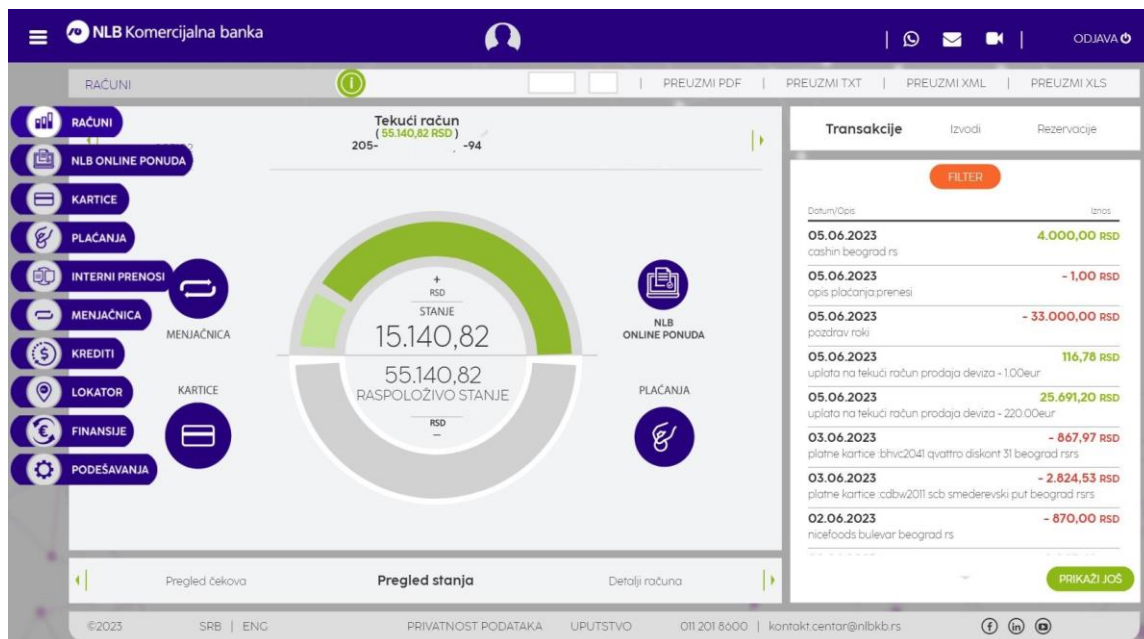 NLB Komercijalna banka
ODJAVA
RAČUNI
PREUZMI PDF | PREUZMI TXT | PREUZMI XML | PREUZMI XLS
RAČUNI
NLB ONLINE PONUDA
KARTICE
PLAĆANJA
INTERNI PRENOSI
MENJAČNICA
KREDITI
LOKATOR
FINANSIJE
PODEŠAVANJA
Tekući račun
( 55.140,82 RSD )
205- -94
MENJAČNICA
KARTICE
+
RSD
STANJE
15.140,82
55.140,82
RASPOLOŽIVO STANJE
RSD
–
NLB
ONLINE PONUDA
PLAĆANJA
Pregled čekova Pregled stanja Detalji računa
Transakcije Izvodi Rezervacije
FILTER
Datum/Opis Iznos
05.06.2023 4.000,00 RSD
cashin beograd rs
05.06.2023 - 1,00 RSD
opis plaćanja:prenesi
05.06.2023 - 33.000,00 RSD
pozdrav roki
05.06.2023 116,78 RSD
uplata na tekući račun prodaja deviza - 1.00eur
05.06.2023 25.691,20 RSD
uplata na tekući račun prodaja deviza - 220.00eur
03.06.2023 - 867,97 RSD
platne kartice :bhvc2041 qvattro diskont 31 beograd rsrs
03.06.2023 - 2.824,53 RSD
platne kartice :cdbw2011 scb smederevski put beograd rsrs
02.06.2023 - 870,00 RSD
nicefoods bulevar beograd rs
PRIKAŽI JOŠ
©2023 SRB | ENG PRIVATNOST PODATAKA UPUTSTVO 011 201 8600 | kontakt.centar@nlbkb.rs